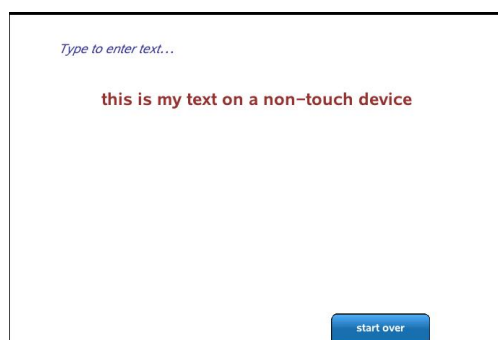 Type to enter text...
this is my text on a non-touch device
start over